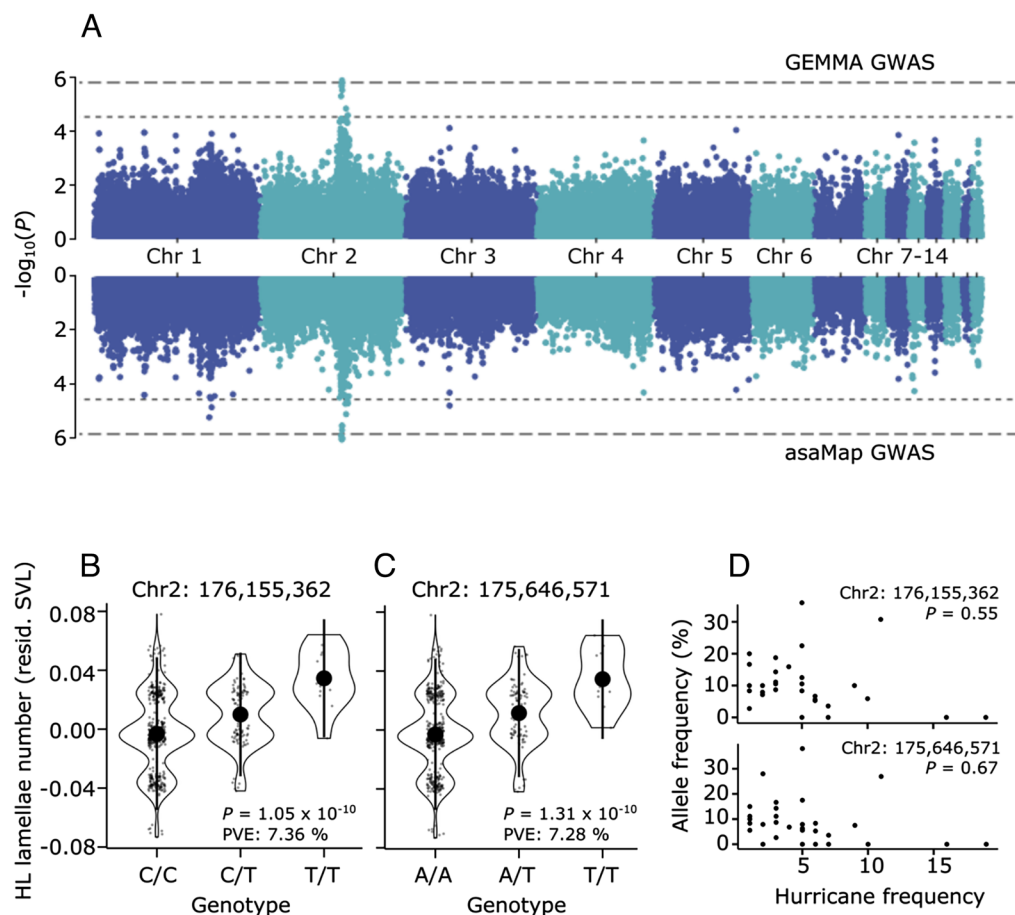 A
GEMMA GWAS
6
4
2
0
-log10(P)
Chr 1 Chr 2 Chr 3 Chr 4 Chr 5 Chr 6 Chr 7-14
0
2
4
6
asaMap GWAS
B
Chr2: 176,155,362
HL lamellae number (resid. SVL)
0.08
0.04
0.00
-0.04
-0.08
P = 1.05 x 10-10
PVE: 7.36 %
C/C C/T T/T
Genotype
C
Chr2: 175,646,571
P = 1.31 x 10-10
PVE: 7.28 %
A/A A/T T/T
Genotype
D
Chr2: 176,155,362
P = 0.55
Allele frequency (%)
30
20
10
0
Chr2: 175,646,571
P = 0.67
30
20
10
0
5 10 15
Hurricane frequency